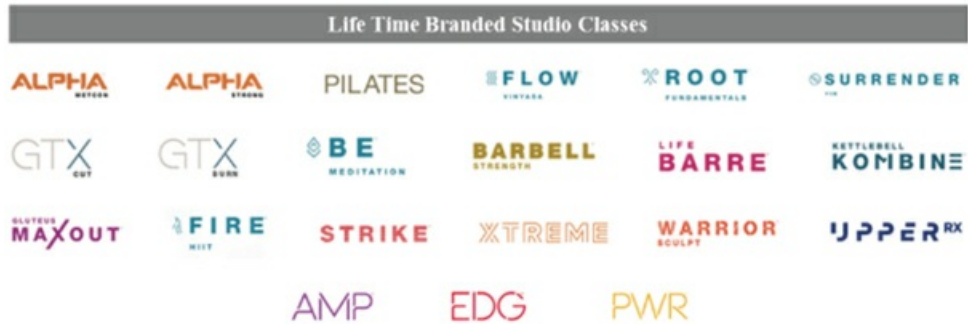 Life Time Branded Studio Classes
ALPHA METCON
ALPHA STRONG
PILATES
FLOW VINYASA
ROOT FUNDAMENTALS
SURRENDER
GTX CUT
GTX BURN
BE MEDITATION
BARBELL STRENGTH
LIFE BARRE
KETTLEBELL KOMBINE
GLUTEUS MAXOUT
FIRE HIIT
STRIKE
XTREME
WARRIOR SCULPT
UPPER RX
AMP
EDG
PWR